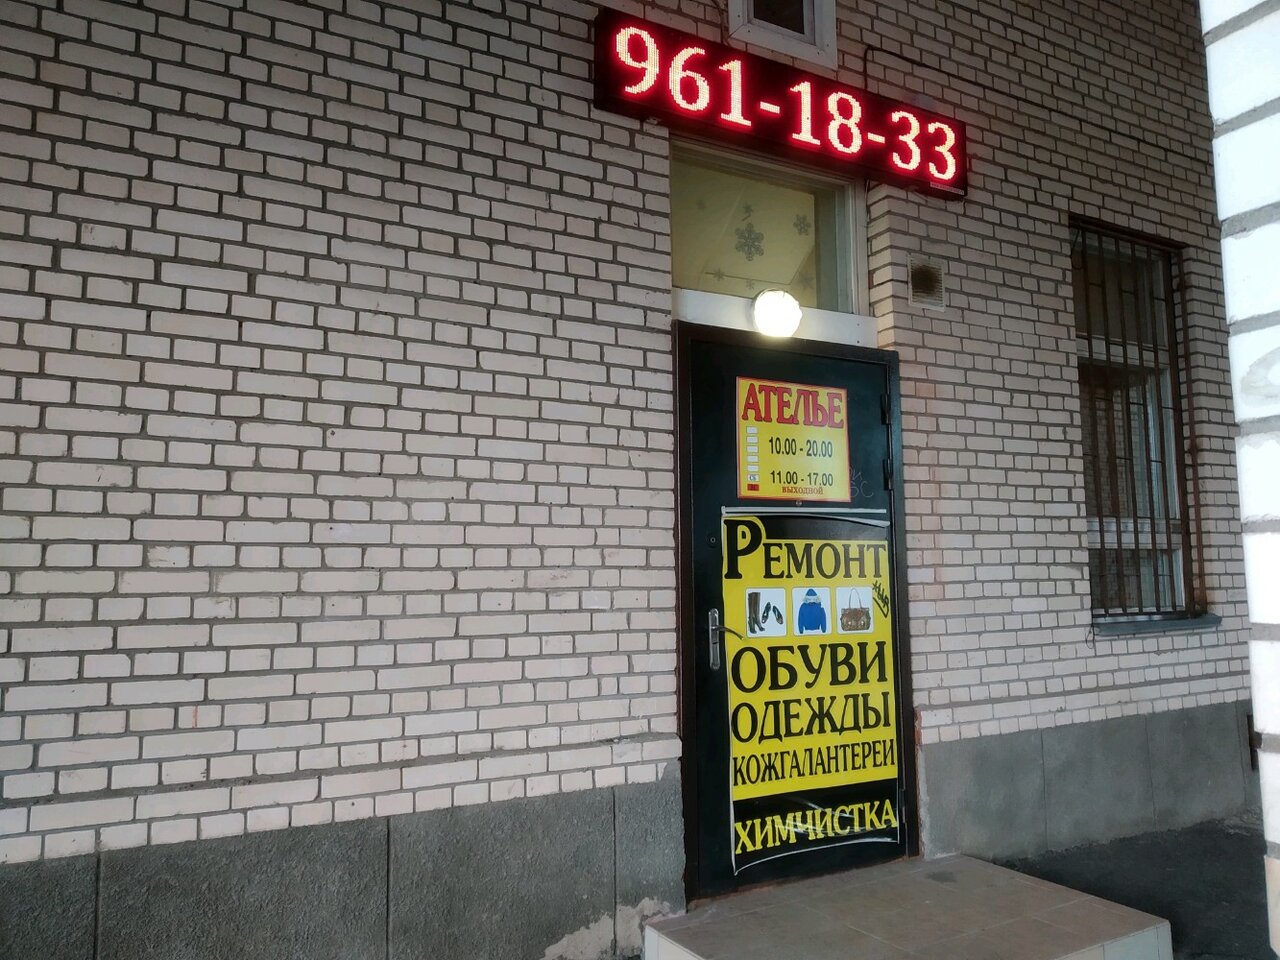 961-18-33
АТЕЛЬЕ
10.00 - 20.00
11.00 - 17.00
ВЫХОДНОЙ
РЕМОНТ
ОБУВИ
ОДЕЖДЫ
КОЖГАЛАНТЕРЕИ
ХИМЧИСТКА